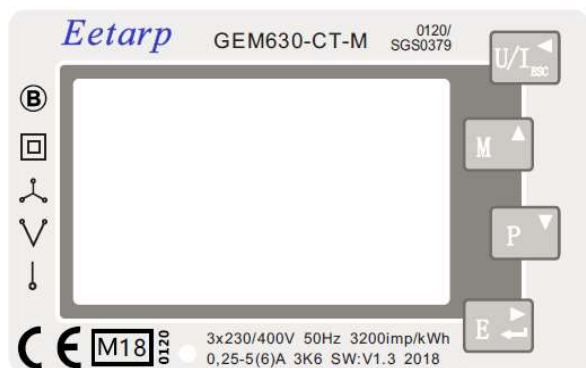 Eetarp GEM630-CT-M 0120/
SGS0379
U/I ESC
B
M
P
E
CE M18 0120
3x230/400V 50Hz 3200imp/kWh
0,25-5(6)A 3K6 SW:V1.3 2018